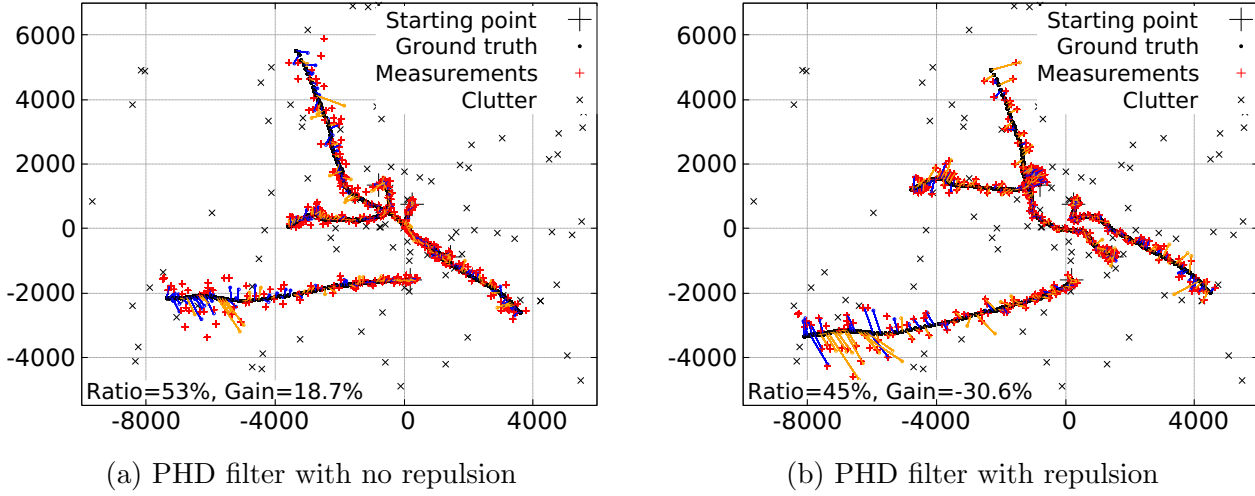 Starting point
Ground truth
Measurements
Clutter
6000
4000
2000
0
-2000
-4000
Ratio=53%, Gain=18.7%
-8000 -4000 0 4000
(a) PHD filter with no repulsion
Starting point
Ground truth
Measurements
Clutter
6000
4000
2000
0
-2000
-4000
Ratio=45%, Gain=-30.6%
-8000 -4000 0 4000
(b) PHD filter with repulsion